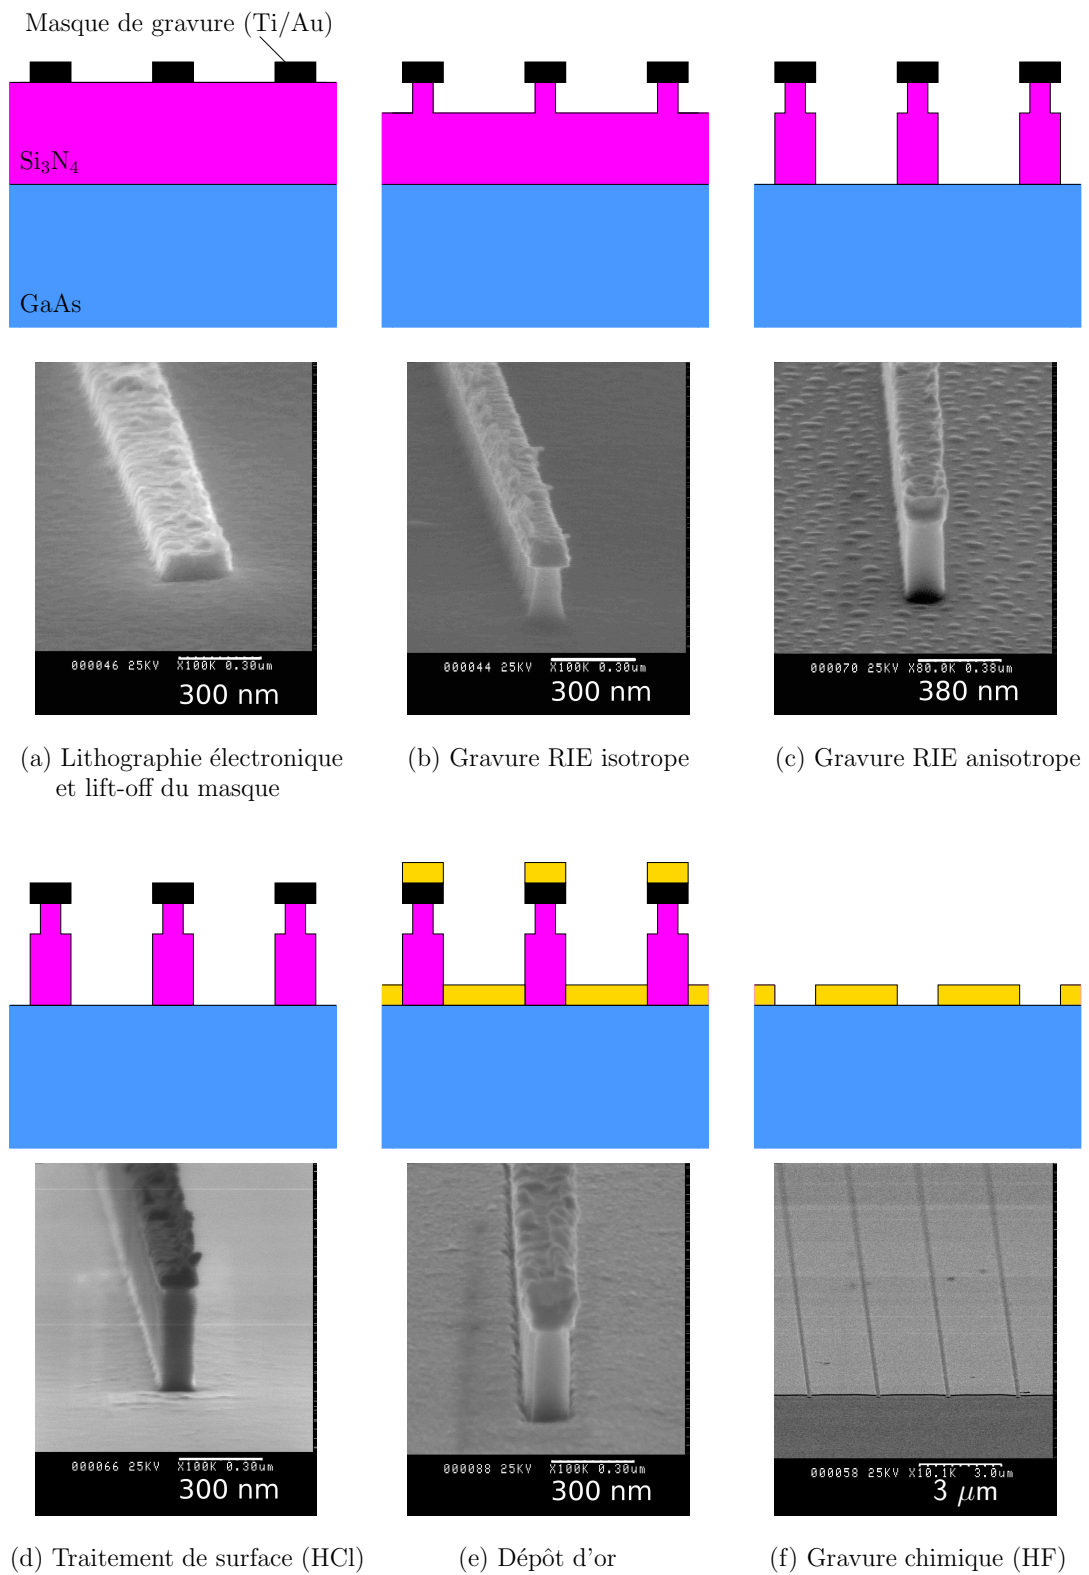 Masque de gravure (Ti/Au)
Si₃N₄
GaAs
000046 25KV X100K 0.30um
300 nm
000044 25KV X100K 0.30um
300 nm
000070 25KV X80.0K 0.38um
380 nm
(a) Lithographie électronique
et lift-off du masque
(b) Gravure RIE isotrope
(c) Gravure RIE anisotrope
000066 25KV X100K 0.30um
300 nm
000088 25KV X100K 0.30um
300 nm
000058 25KV X10.1K 3.0um
3 μm
(d) Traitement de surface (HCl)
(e) Dépôt d'or
(f) Gravure chimique (HF)